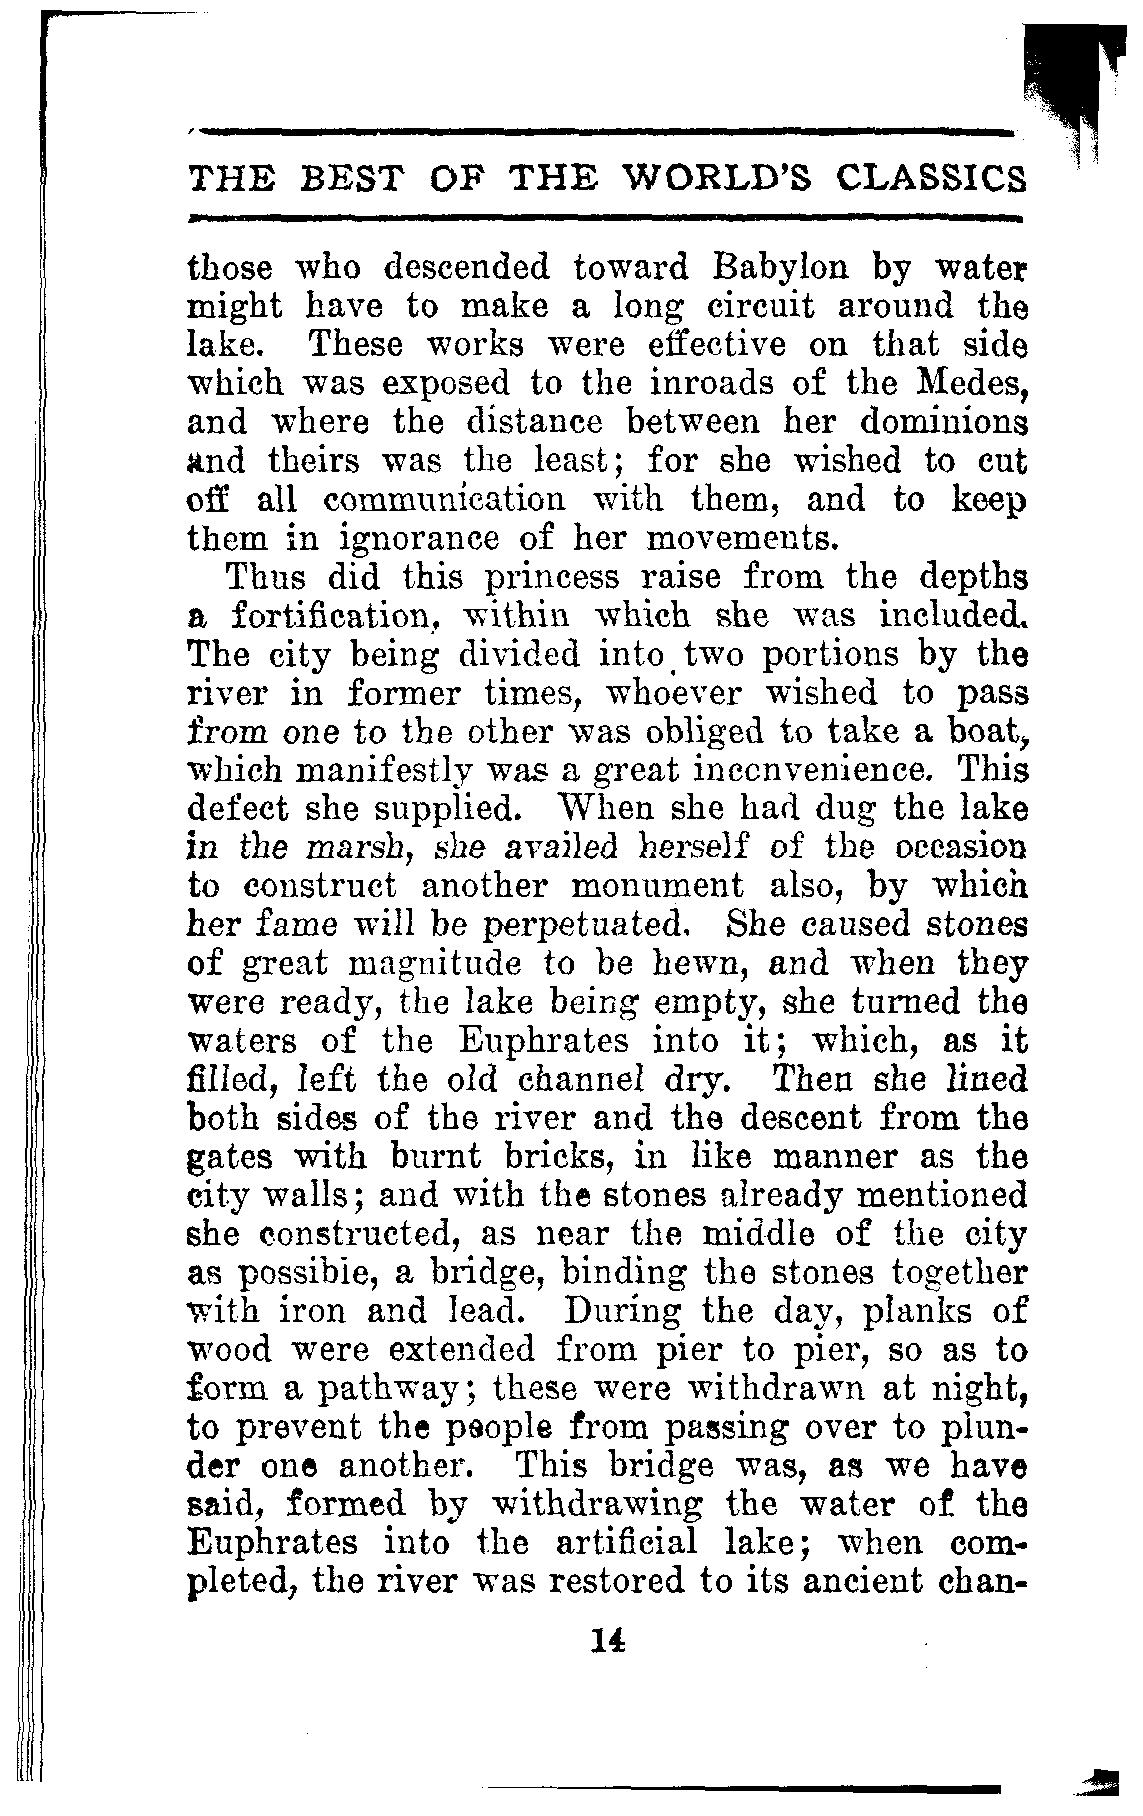 THE BEST OF THE WORLD'S CLASSICS
those who descended toward Babylon by water
might have to make a long circuit around the
lake. These works were effective on that side
which was exposed to the inroads of the Medes,
and where the distance between her dominions
and theirs was the least; for she wished to cut
off all communication with them, and to keep
them in ignorance of her movements.
Thus did this princess raise from the depths
a fortification, within which she was included.
The city being divided into two portions by the
river in former times, whoever wished to pass
from one to the other was obliged to take a boat,
which manifestly was a great inconvenience. This
defect she supplied. When she had dug the lake
in the marsh, she availed herself of the occasion
to construct another monument also, by which
her fame will be perpetuated. She caused stones
of great magnitude to be hewn, and when they
were ready, the lake being empty, she turned the
waters of the Euphrates into it; which, as it
filled, left the old channel dry. Then she lined
both sides of the river and the descent from the
gates with burnt bricks, in like manner as the
city walls; and with the stones already mentioned
she constructed, as near the middle of the city
as possible, a bridge, binding the stones together
with iron and lead. During the day, planks of
wood were extended from pier to pier, so as to
form a pathway; these were withdrawn at night,
to prevent the people from passing over to plun-
der one another. This bridge was, as we have
said, formed by withdrawing the water of the
Euphrates into the artificial lake; when com-
pleted, the river was restored to its ancient chan-
14